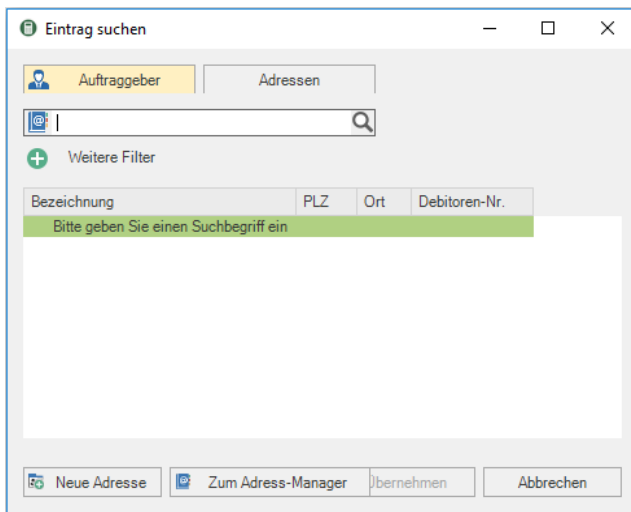 Eintrag suchen
Auftraggeber Adressen
Weitere Filter
Bezeichnung PLZ Ort Debitoren-Nr.
Bitte geben Sie einen Suchbegriff ein
Neue Adresse Zum Adress-Manager Übernehmen Abbrechen